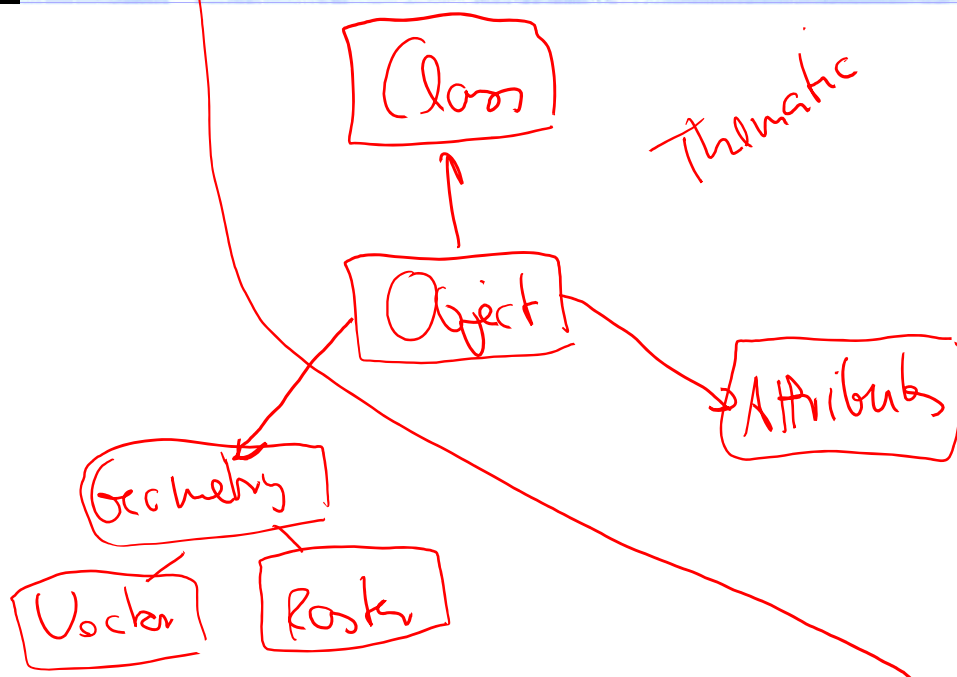 Class
Thematic
Object
Attributes
Geometry
Vector
Raster